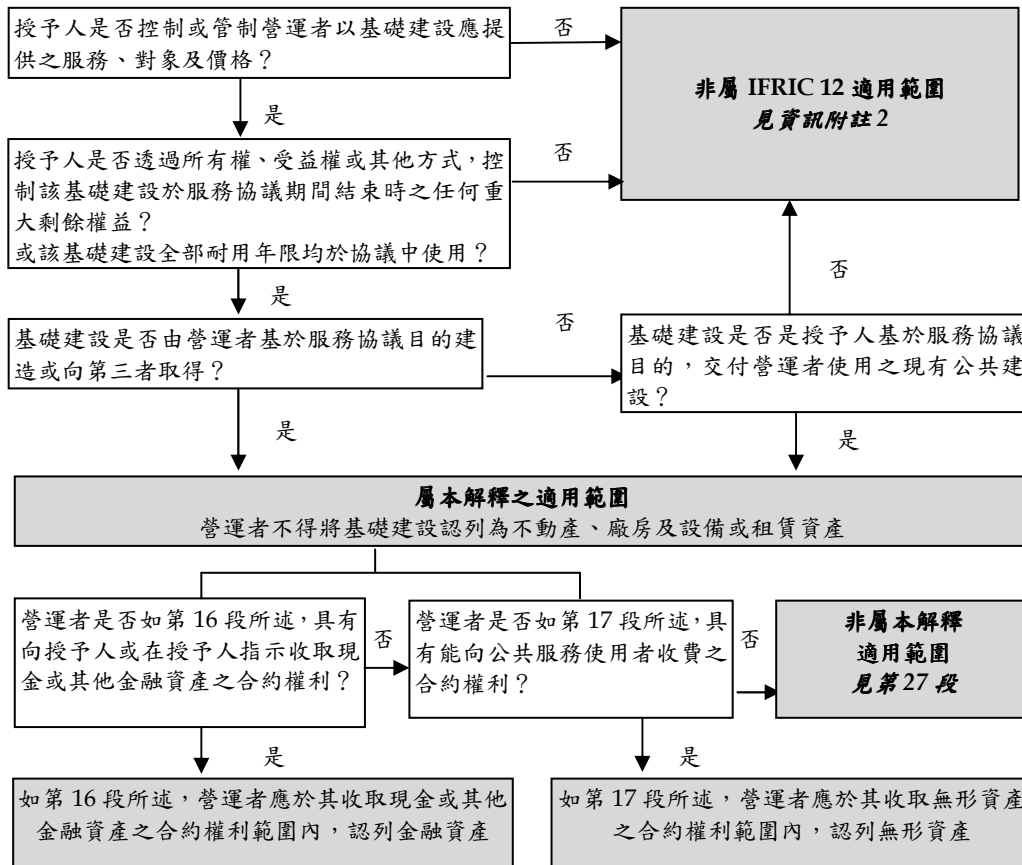 授予人是否控制或管制營運者以基礎建設應提
供之服務、對象及價格？
否
非屬 IFRIC 12 適用範圍
見資訊附註 2
是
授予人是否透過所有權、受益權或其他方式，控
制該基礎建設於服務協議期間結束時之任何重
大剩餘權益？
或該基礎建設全部耐用年限均於協議中使用？
否
否
是
基礎建設是否由營運者基於服務協議目的建
造或向第三者取得？
否
基礎建設是否是授予人基於服務協議
目的，交付營運者使用之現有公共建
設？
是
是
屬本解釋之適用範圍
營運者不得將基礎建設認列為不動產、廠房及設備或租賃資產
營運者是否如第 16 段所述，具有
向授予人或在授予人指示收取現
金或其他金融資產之合約權利？
否
營運者是否如第 17 段所述，具
有能向公共服務使用者收費之
合約權利？
否
非屬本解釋
適用範圍
見第 27 段
是
是
如第 16 段所述，營運者應於其收取現金或其他
金融資產之合約權利範圍內，認列金融資產
如第 17 段所述，營運者應於其收取無形資產
之合約權利範圍內，認列無形資產